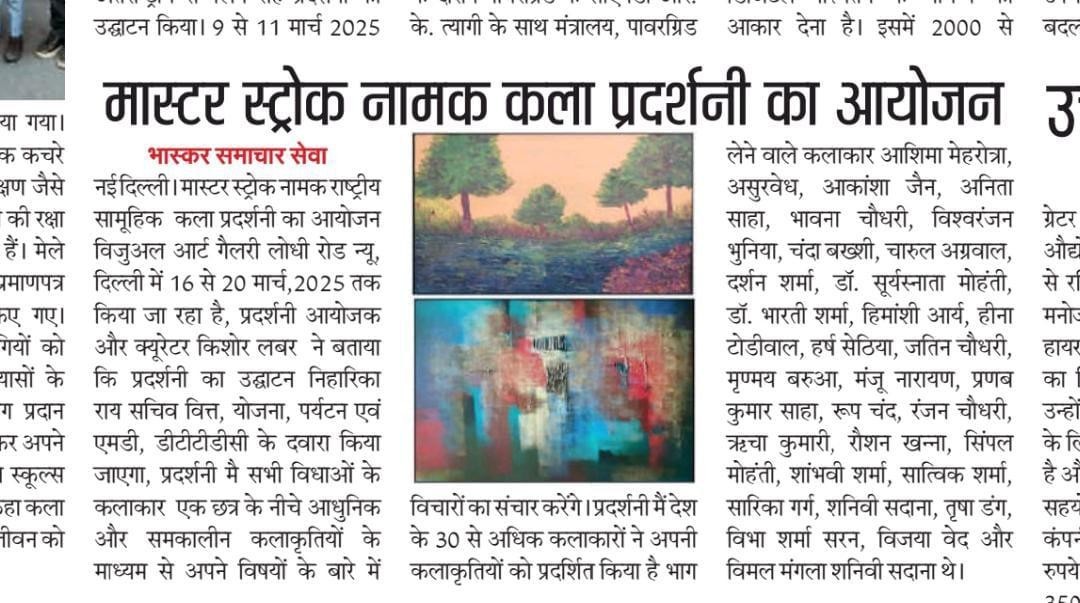 उद्घाटन किया। 9 से 11 मार्च 2025
के. त्यागी के साथ मंत्रालय, पावरग्रिड
आकार देना है। इसमें 2000 से
बदल
या गया।
क कचरे
क्षण जैसे
की रक्षा
हैं। मेले
प्रमाणपत्र
कए गए।
गियों को
यासों के
ग प्रदान
कर अपने
स्कूल्स
कहा कला
जीवन को
मास्टर स्ट्रोक नामक कला प्रदर्शनी का आयोजन
भास्कर समाचार सेवा
नई दिल्ली। मास्टर स्ट्रोक नामक राष्ट्रीय
सामूहिक कला प्रदर्शनी का आयोजन
विजुअल आर्ट गैलरी लोधी रोड न्यू,
दिल्ली में 16 से 20 मार्च,2025 तक
किया जा रहा है, प्रदर्शनी आयोजक
और क्यूरेटर किशोर लबर ने बताया
कि प्रदर्शनी का उद्घाटन निहारिका
राय सचिव वित्त, योजना, पर्यटन एवं
एमडी, डीटीटीडीसी के दवारा किया
जाएगा, प्रदर्शनी मै सभी विधाओं के
कलाकार एक छत्र के नीचे आधुनिक
और समकालीन कलाकृतियों के
माध्यम से अपने विषयों के बारे में
विचारों का संचार करेंगे। प्रदर्शनी मैं देश
के 30 से अधिक कलाकारों ने अपनी
कलाकृतियों को प्रदर्शित किया है भाग
लेने वाले कलाकार आशिमा मेहरोत्रा,
असुरवेध, आकांशा जैन, अनिता
साहा, भावना चौधरी, विश्वरंजन
भुनिया, चंदा बख्शी, चारुल अग्रवाल,
दर्शन शर्मा, डॉ. सूर्यस्नाता मोहंती,
डॉ. भारती शर्मा, हिमांशी आर्य, हीना
टोडीवाल, हर्ष सेठिया, जतिन चौधरी,
मृण्मय बरुआ, मंजू नारायण, प्रणब
कुमार साहा, रूप चंद, रंजन चौधरी,
ऋचा कुमारी, रौशन खन्ना, सिंपल
मोहंती, शांभवी शर्मा, सात्विक शर्मा,
सारिका गर्ग, शनिवी सदाना, तृषा डंग,
विभा शर्मा सरन, विजया वेद और
विमल मंगला शनिवी सदाना थे।
उ
ग्रेटर
औद्य
से रि
मनोज
हायर
का
उन्हों
के लि
है औ
सहयो
कंपन
रुपये